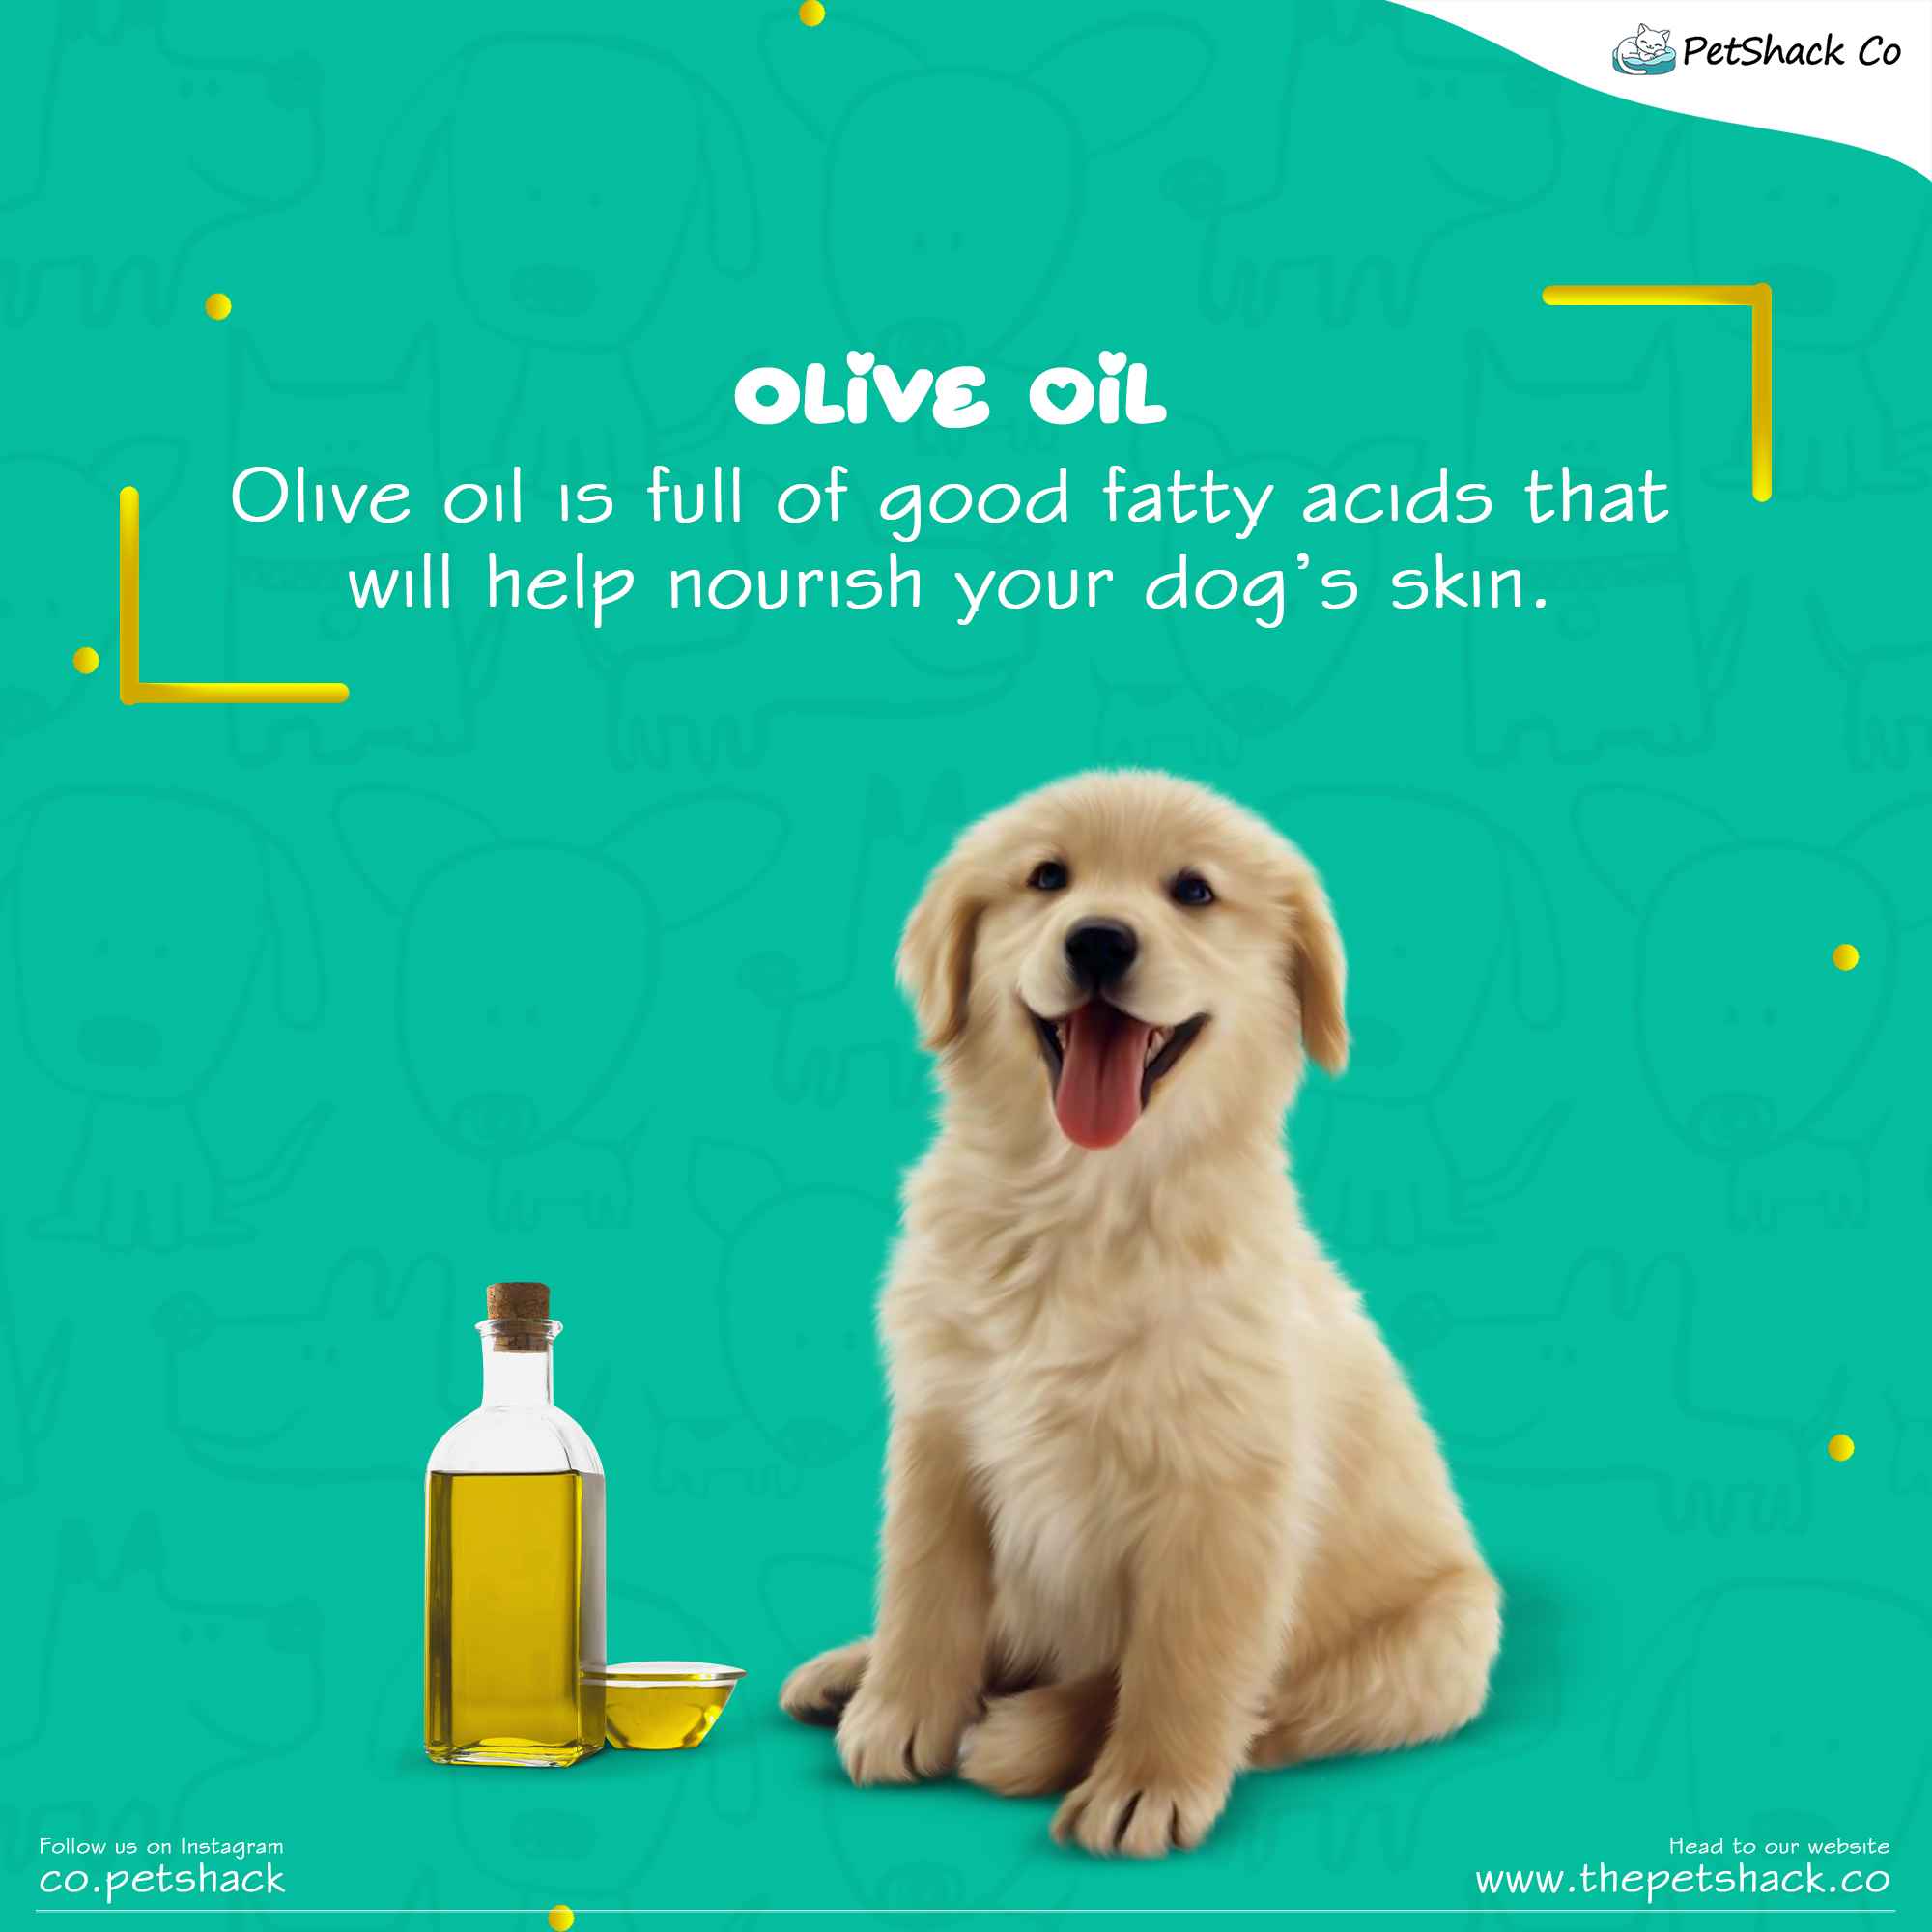 PetShack Co
OLiVE OiL
Olive oil is full of good fatty acids that
will help nourish your dog's skin.
Follow us on Instagram
co.petshack
Head to our website
www.thepetshack.co